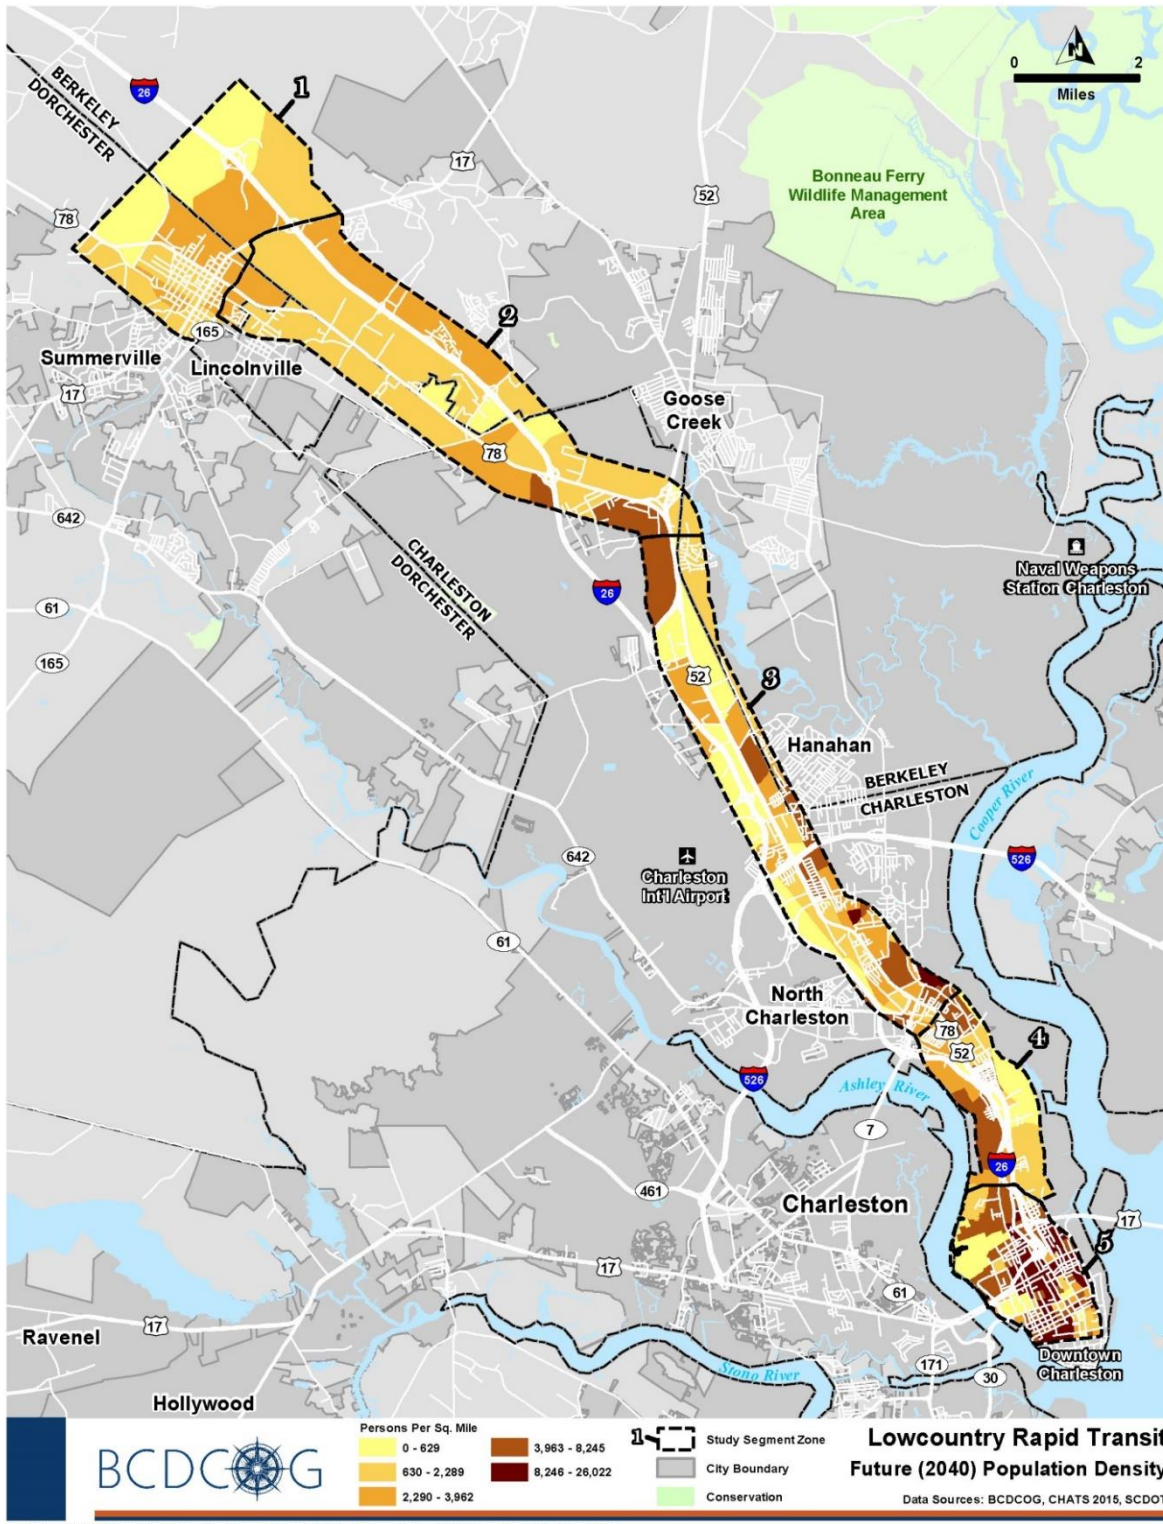 N
0 2
Miles
1
26
BERKELEY
DORCHESTER
17
52
Bonneau Ferry
Wildlife Management
Area
78
2
165
Summerville
Lincolnville
17
Goose
Creek
78
642
CHARLESTON
DORCHESTER
Naval Weapons
Station Charleston
26
61
165
52
3
Hanahan
BERKELEY
CHARLESTON
Cooper River
642
526
Charleston
Int'l Airport
61
North
Charleston
78
52
4
526
Ashley River
7
26
461
Charleston
17
5
17
61
Ravenel
17
Downtown
Charleston
171
30
Stono River
Hollywood
BCDCOG
Persons Per Sq. Mile
0 - 629
630 - 2,289
2,290 - 3,962
3,963 - 8,245
8,246 - 26,022
1
Study Segment Zone
City Boundary
Conservation
Lowcountry Rapid Transit
Future (2040) Population Density
Data Sources: BCDCOG, CHATS 2015, SCDOT